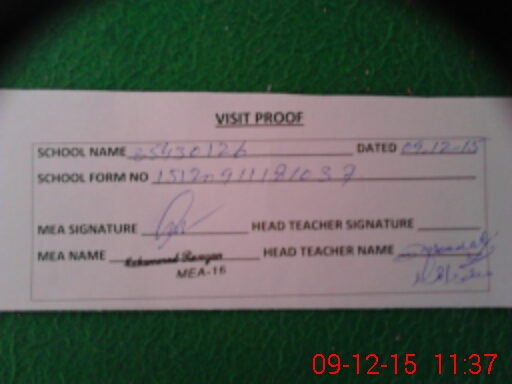 VISIT PROOF
SCHOOL NAME 35430126 DATED 09-12-15
SCHOOL FORM NO
MEA SIGNATURE HEAD TEACHER SIGNATURE
MEA NAME HEAD TEACHER NAME
MEA-16
09-12-15 11:37